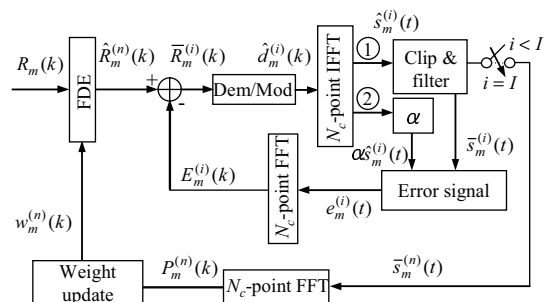 R_m(k)
FDE
R̂_m^(n)(k)
R̄_m^(i)(k)
+
-
Dem/Mod
d̂_m^(i)(k)
N_c-point IFFT
ŝ_m^(i)(t)
1
2
Clip &
filter
i < I
i = I
α
αŝ_m^(i)(t)
s̄_m^(i)(t)
Error signal
e_m^(i)(t)
N_c-point FFT
E_m^(i)(k)
w_m^(n)(k)
Weight
update
P_m^(n)(k)
N_c-point FFT
s̄_m^(n)(t)